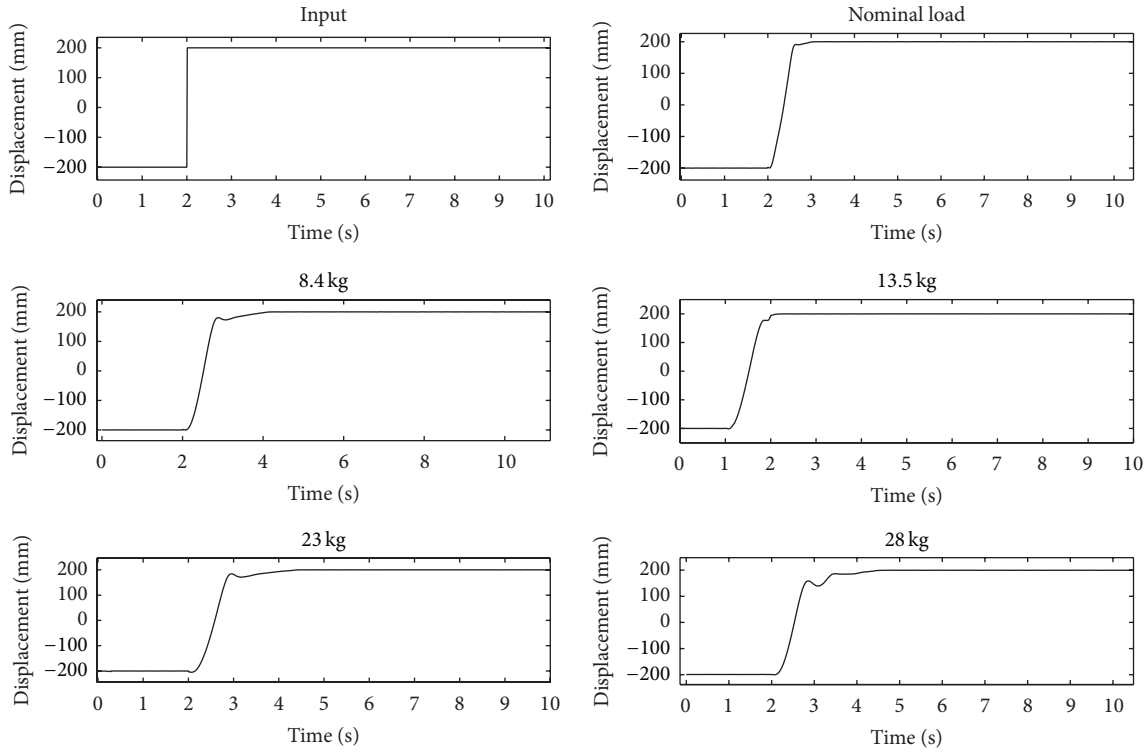 Input
Displacement (mm)
200
100
0
−100
−200
0 1 2 3 4 5 6 7 8 9 10
Time (s)
Nominal load
Displacement (mm)
200
100
0
−100
−200
0 1 2 3 4 5 6 7 8 9 10
Time (s)
8.4 kg
Displacement (mm)
200
100
0
−100
−200
0 2 4 6 8 10
Time (s)
13.5 kg
Displacement (mm)
200
100
0
−100
−200
0 1 2 3 4 5 6 7 8 9 10
Time (s)
23 kg
Displacement (mm)
200
100
0
−100
−200
0 1 2 3 4 5 6 7 8 9 10
Time (s)
28 kg
Displacement (mm)
200
100
0
−100
−200
0 1 2 3 4 5 6 7 8 9 10
Time (s)